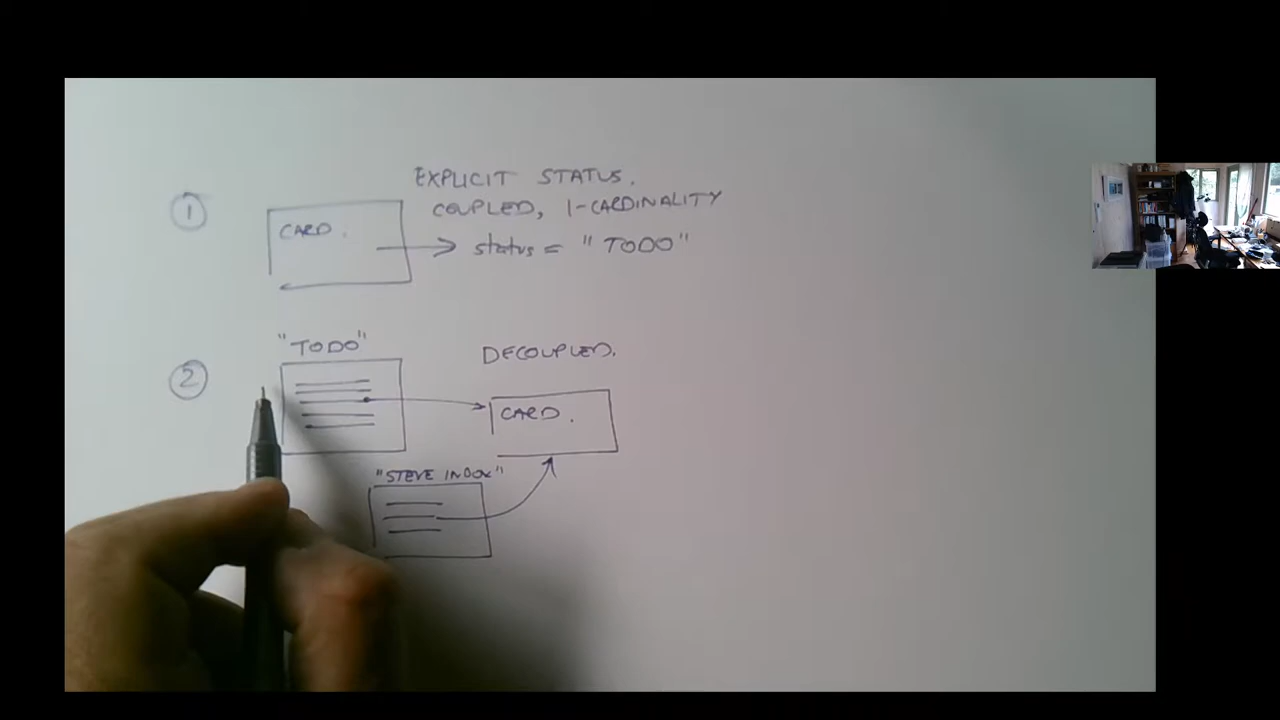 EXPLICIT STATUS.
① COUPLED, 1-CARDINALITY
CARD. status = "TODO"
"TODO" DECOUPLED.
②
CARD.
"STEVE INBOX"